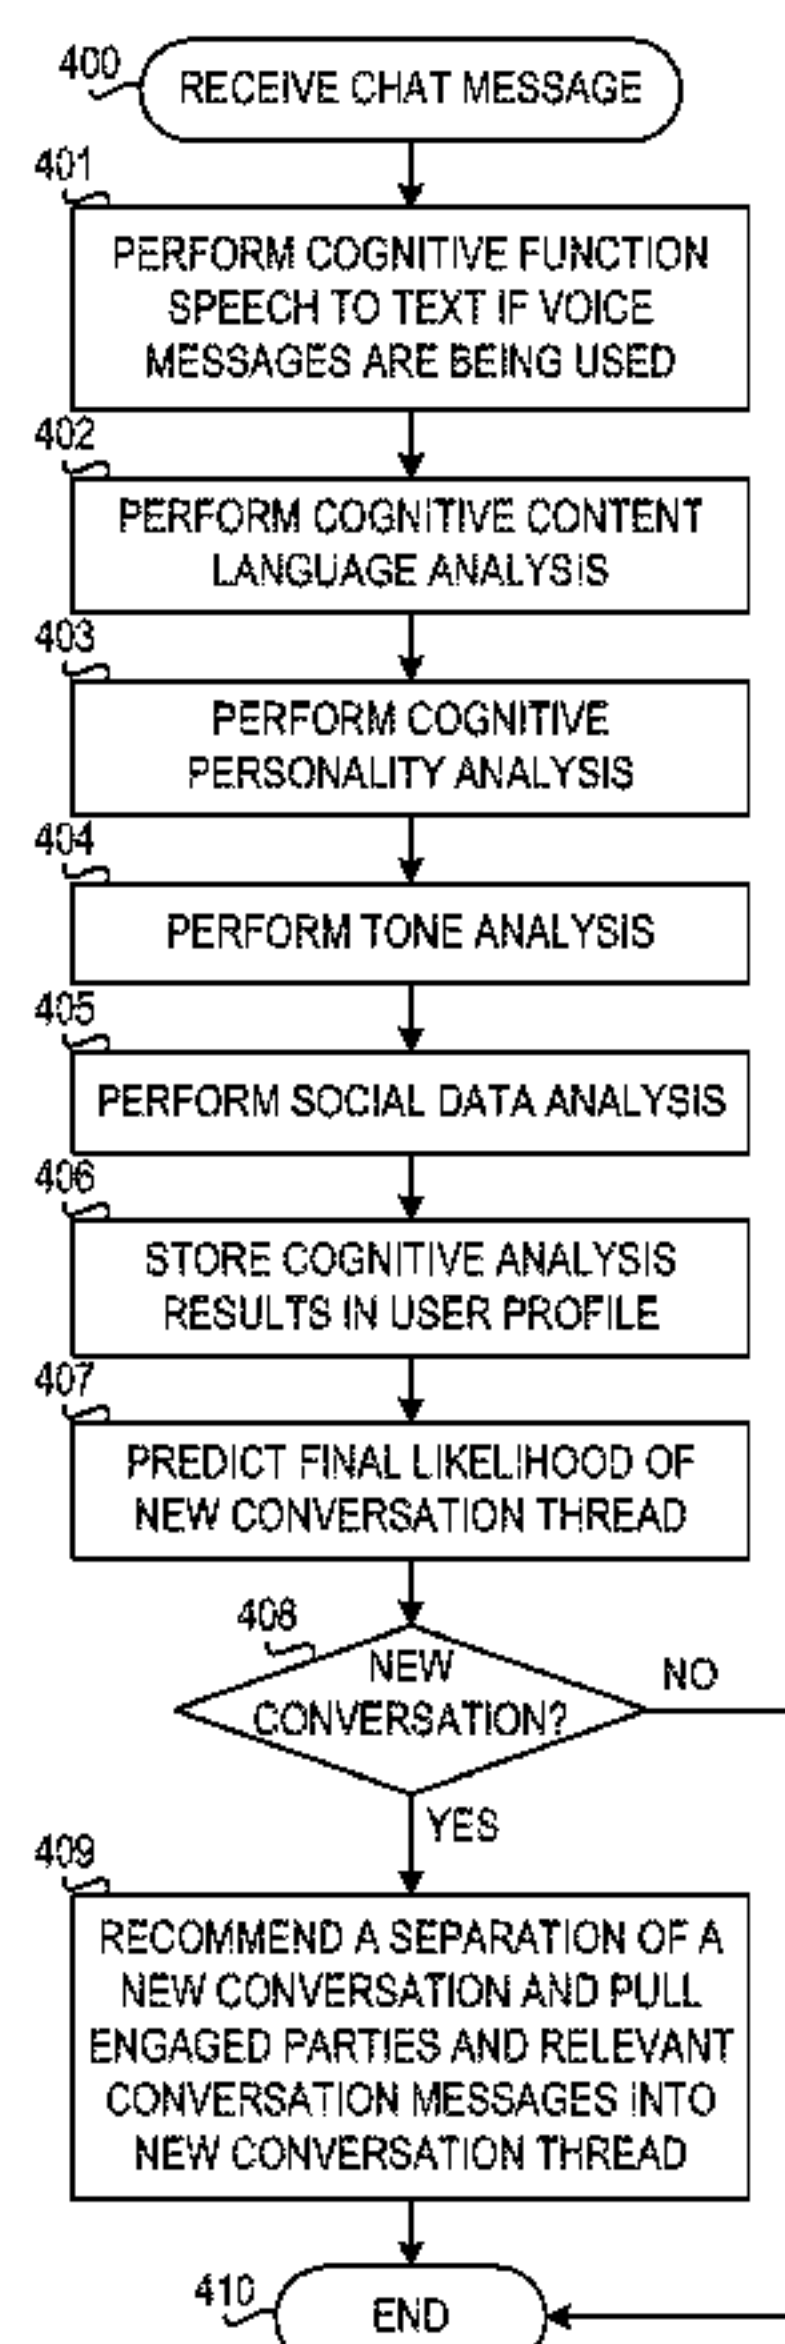 400
RECEIVE CHAT MESSAGE
401
PERFORM COGNITIVE FUNCTION
SPEECH TO TEXT IF VOICE
MESSAGES ARE BEING USED
402
PERFORM COGNITIVE CONTENT
LANGUAGE ANALYSIS
403
PERFORM COGNITIVE
PERSONALITY ANALYSIS
404
PERFORM TONE ANALYSIS
405
PERFORM SOCIAL DATA ANALYSIS
406
STORE COGNITIVE ANALYSIS
RESULTS IN USER PROFILE
407
PREDICT FINAL LIKELIHOOD OF
NEW CONVERSATION THREAD
408
NEW
CONVERSATION?
NO
YES
409
RECOMMEND A SEPARATION OF A
NEW CONVERSATION AND PULL
ENGAGED PARTIES AND RELEVANT
CONVERSATION MESSAGES INTO
NEW CONVERSATION THREAD
410
END